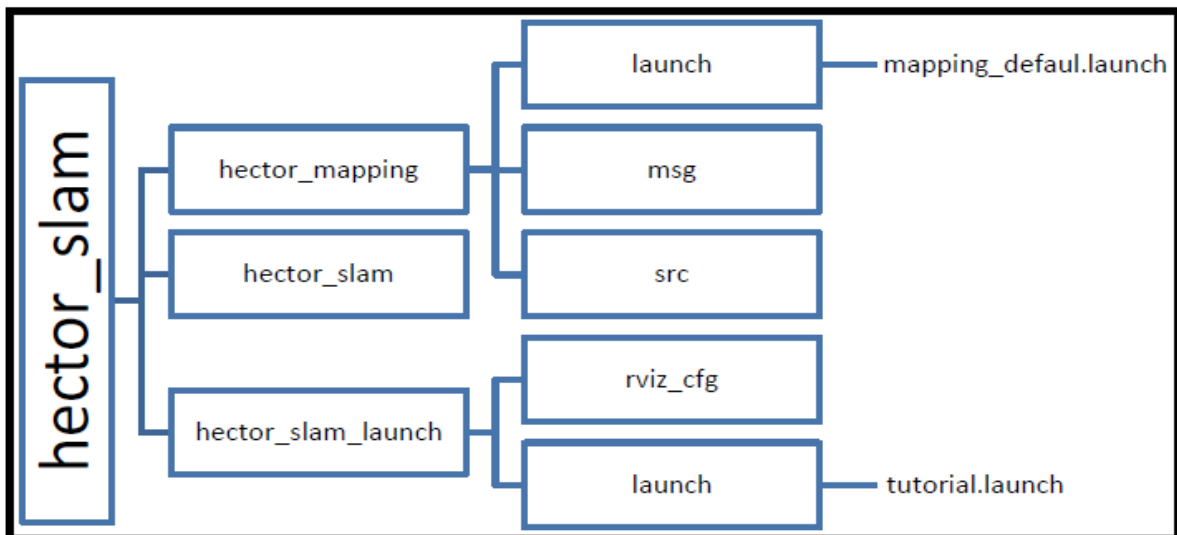 hector_slam
hector_mapping
launch
mapping_defaul.launch
msg
src
hector_slam
hector_slam_launch
rviz_cfg
launch
tutorial.launch